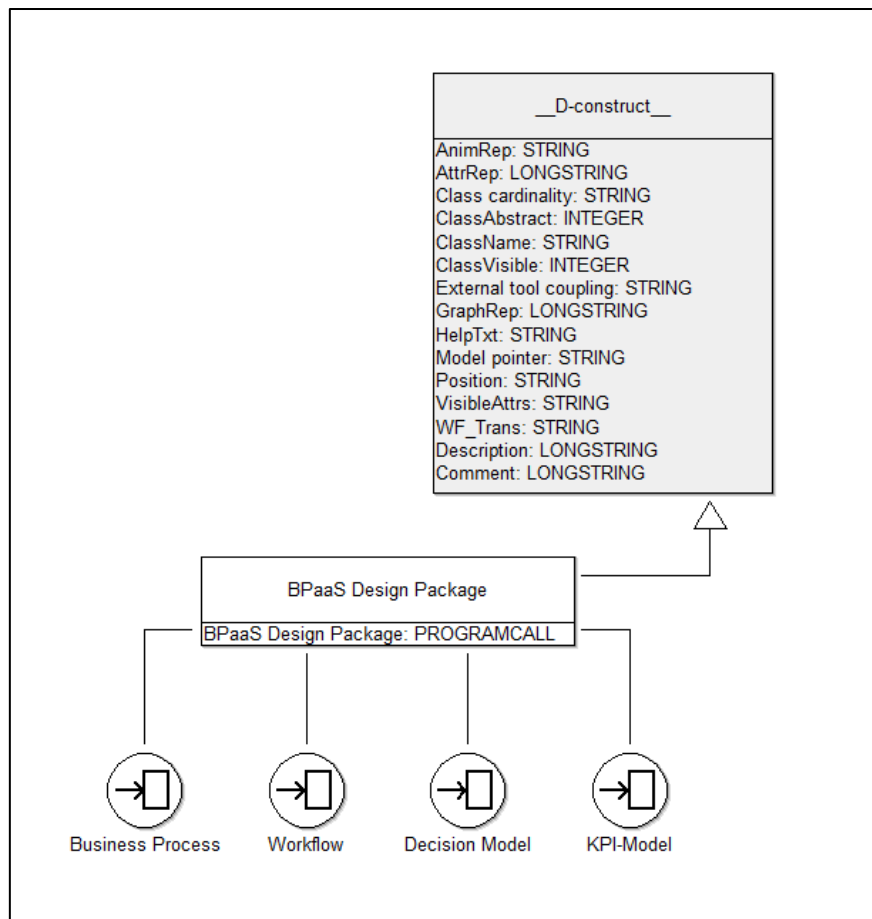 __D-construct__
AnimRep: STRING
AttrRep: LONGSTRING
Class cardinality: STRING
ClassAbstract: INTEGER
ClassName: STRING
ClassVisible: INTEGER
External tool coupling: STRING
GraphRep: LONGSTRING
HelpTxt: STRING
Model pointer: STRING
Position: STRING
VisibleAttrs: STRING
WF_Trans: STRING
Description: LONGSTRING
Comment: LONGSTRING
BPaaS Design Package
BPaaS Design Package: PROGRAMCALL
Business Process
Workflow
Decision Model
KPI-Model